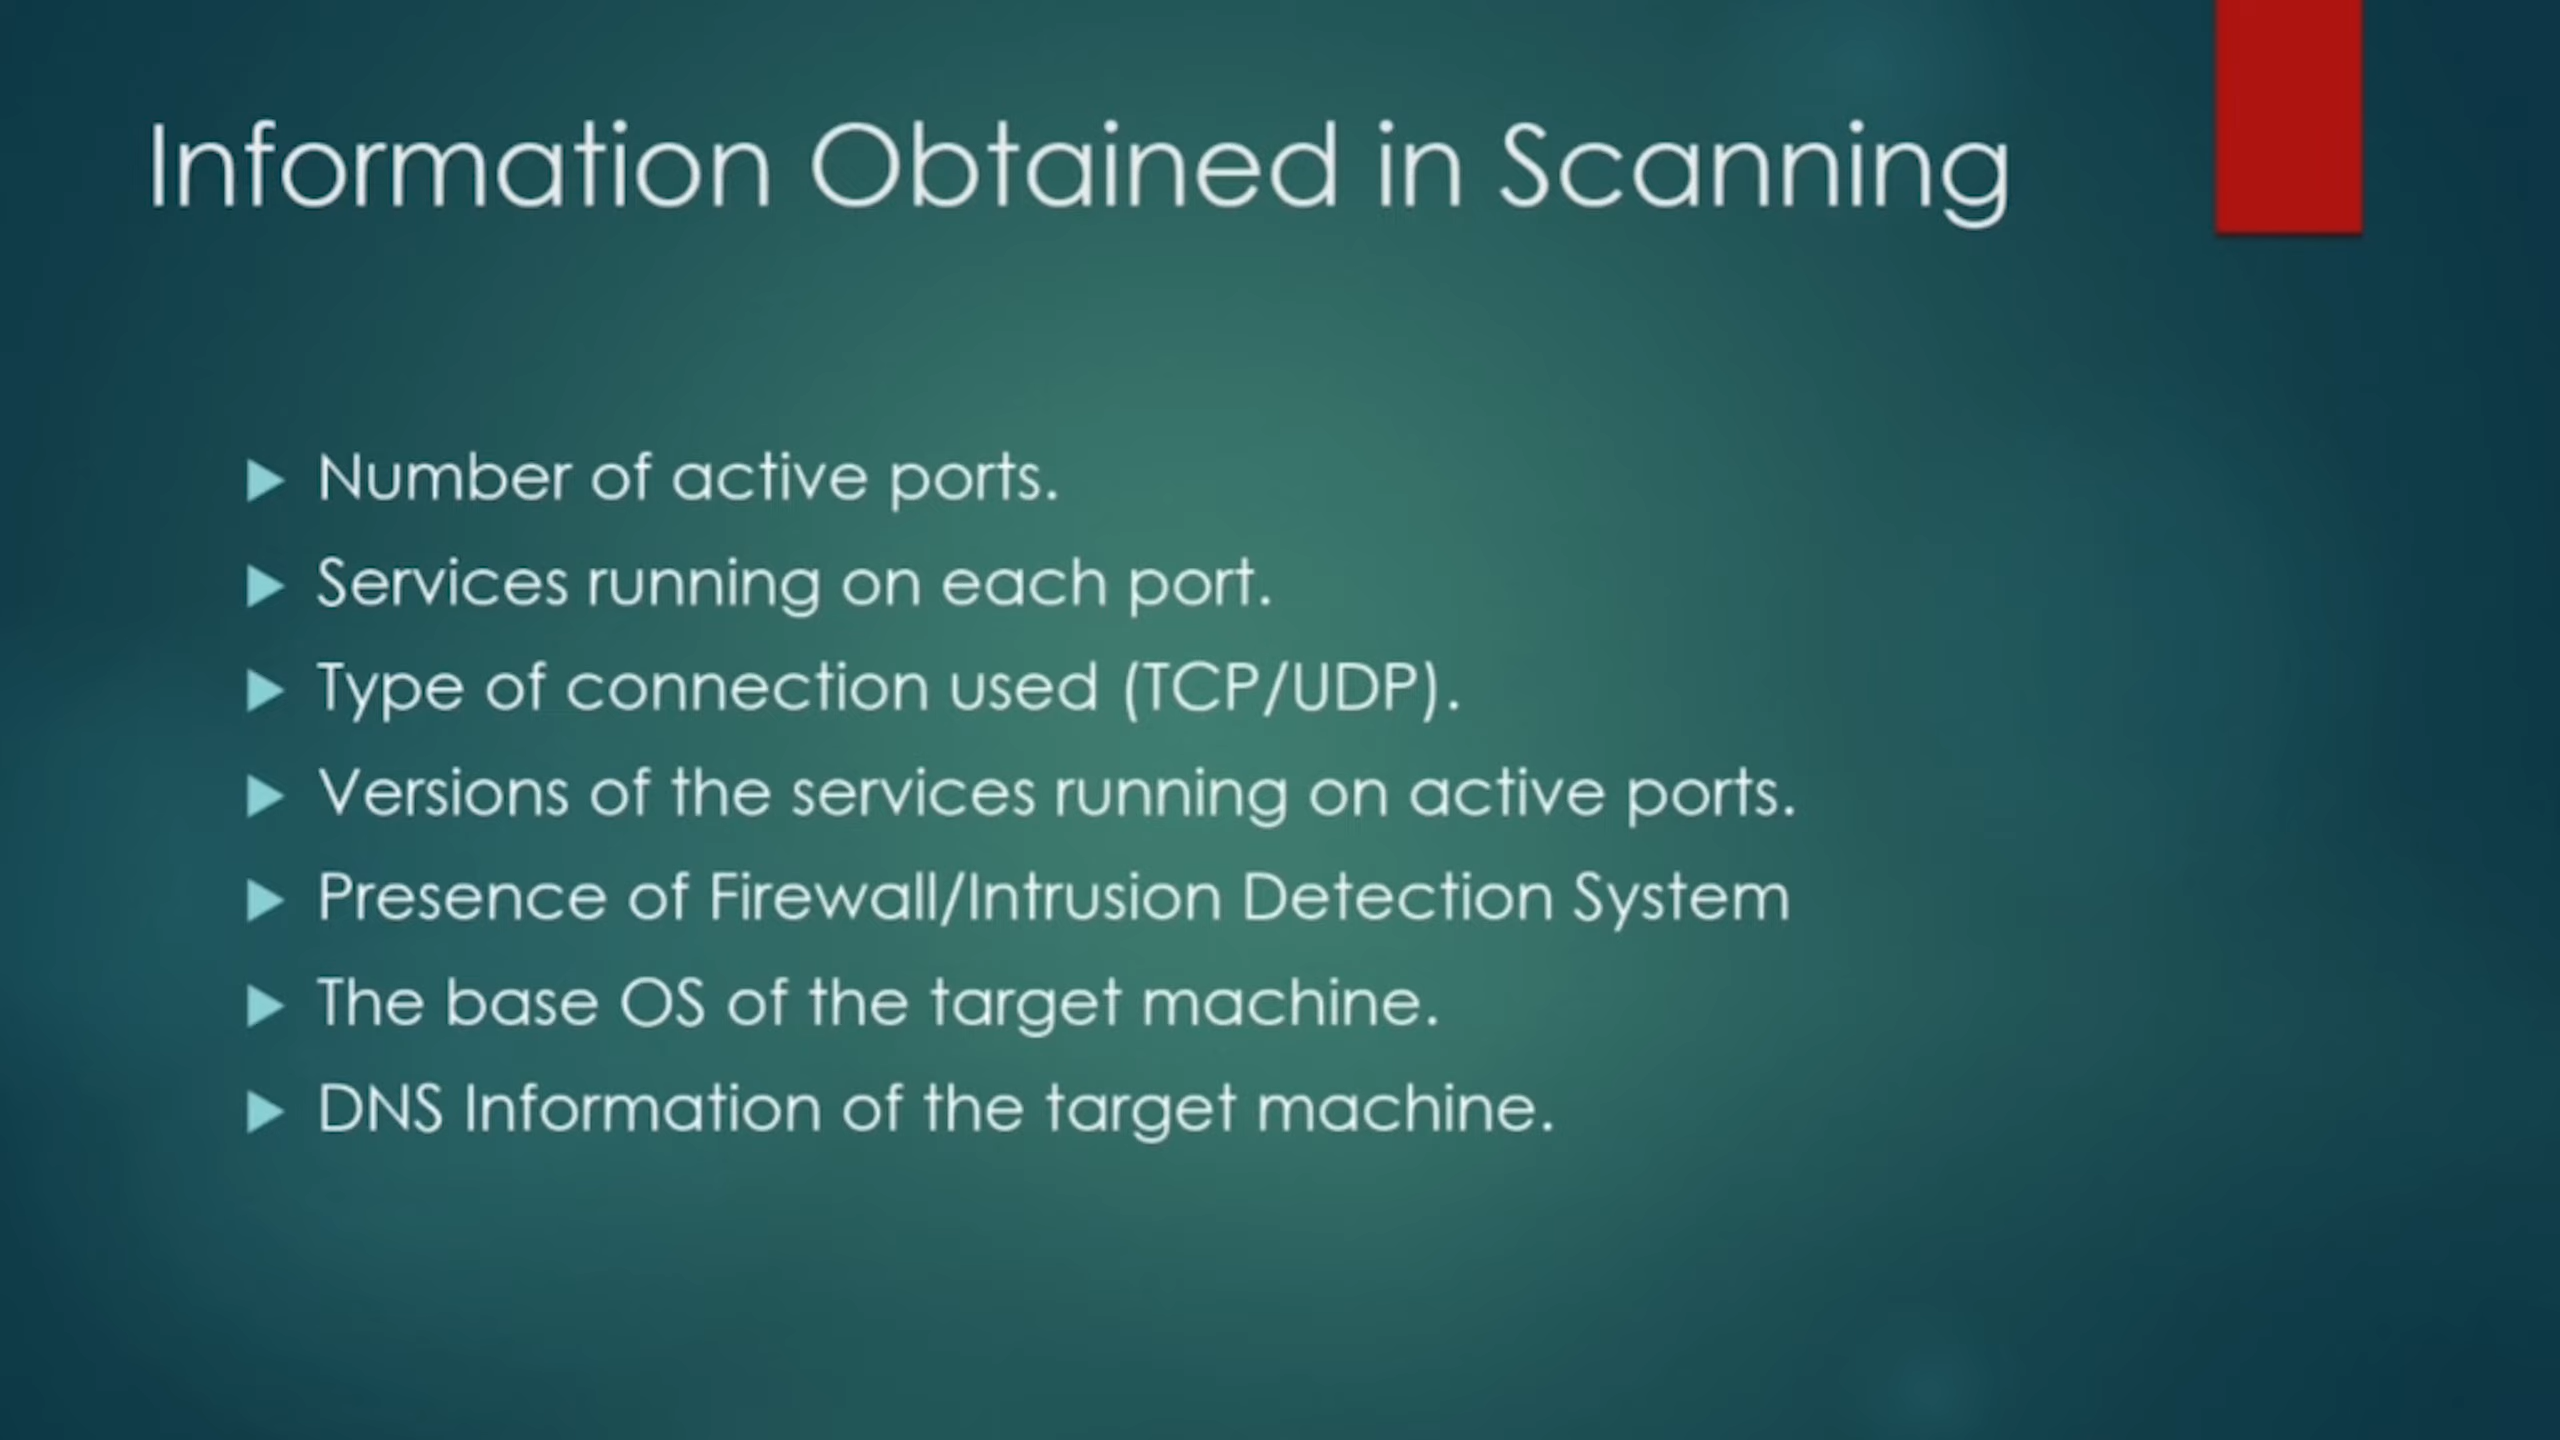 Information Obtained in Scanning
Number of active ports.
Services running on each port.
Type of connection used (TCP/UDP).
Versions of the services running on active ports.
Presence of Firewall/Intrusion Detection System
The base OS of the target machine.
DNS Information of the target machine.